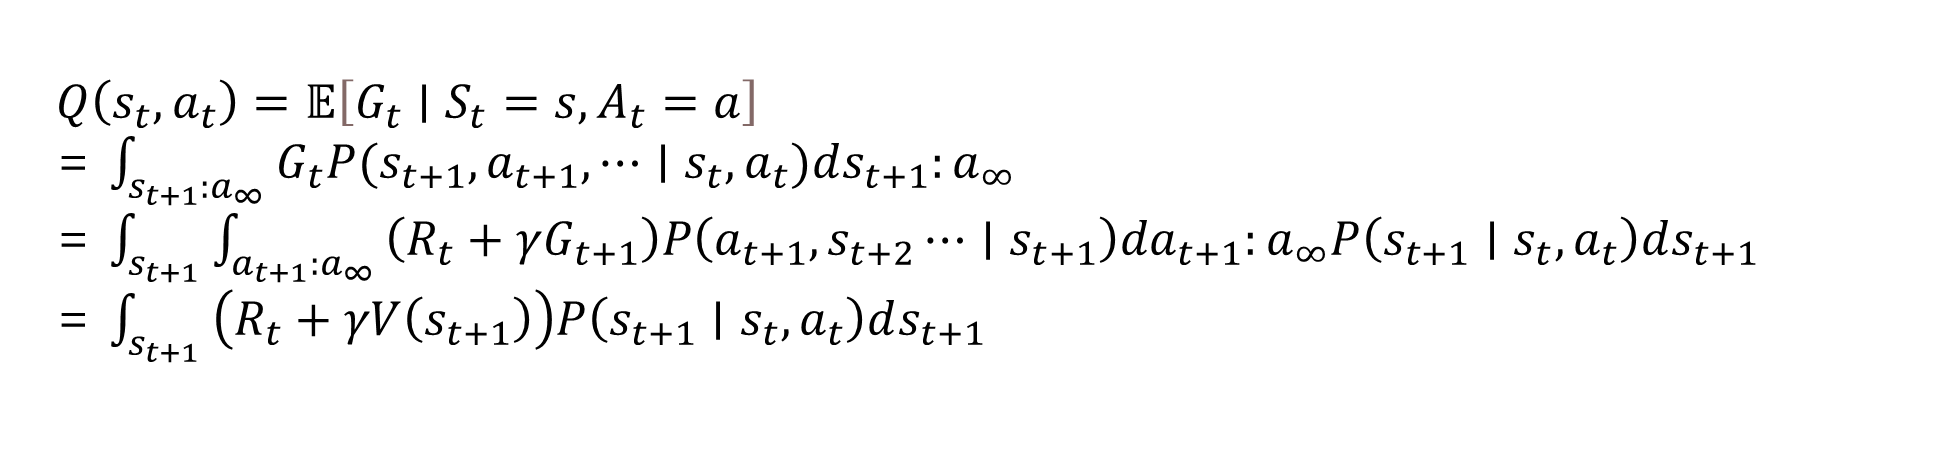 Q(s_t, a_t) = 𝔼[G_t ∣ S_t = s, A_t = a]
= ∫_{s_{t+1}:a_∞} G_t P(s_{t+1}, a_{t+1}, ⋯ ∣ s_t, a_t)ds_{t+1}: a_∞
= ∫_{s_{t+1}} ∫_{a_{t+1}:a_∞} (R_t + γG_{t+1})P(a_{t+1}, s_{t+2} ⋯ ∣ s_{t+1})da_{t+1}: a_∞ P(s_{t+1} ∣ s_t, a_t)ds_{t+1}
= ∫_{s_{t+1}} (R_t + γV(s_{t+1}))P(s_{t+1} ∣ s_t, a_t)ds_{t+1}